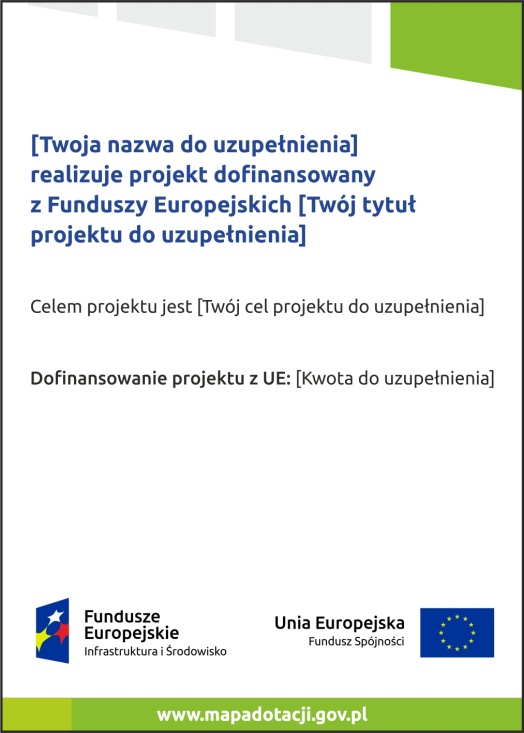 [Twoja nazwa do uzupełnienia]
realizuje projekt dofinansowany
z Funduszy Europejskich [Twój tytuł
projektu do uzupełnienia]
Celem projektu jest [Twój cel projektu do uzupełnienia]
Dofinansowanie projektu z UE: [Kwota do uzupełnienia]
Fundusze
Europejskie
Infrastruktura i Środowisko
Unia Europejska
Fundusz Spójności
www.mapadotacji.gov.pl